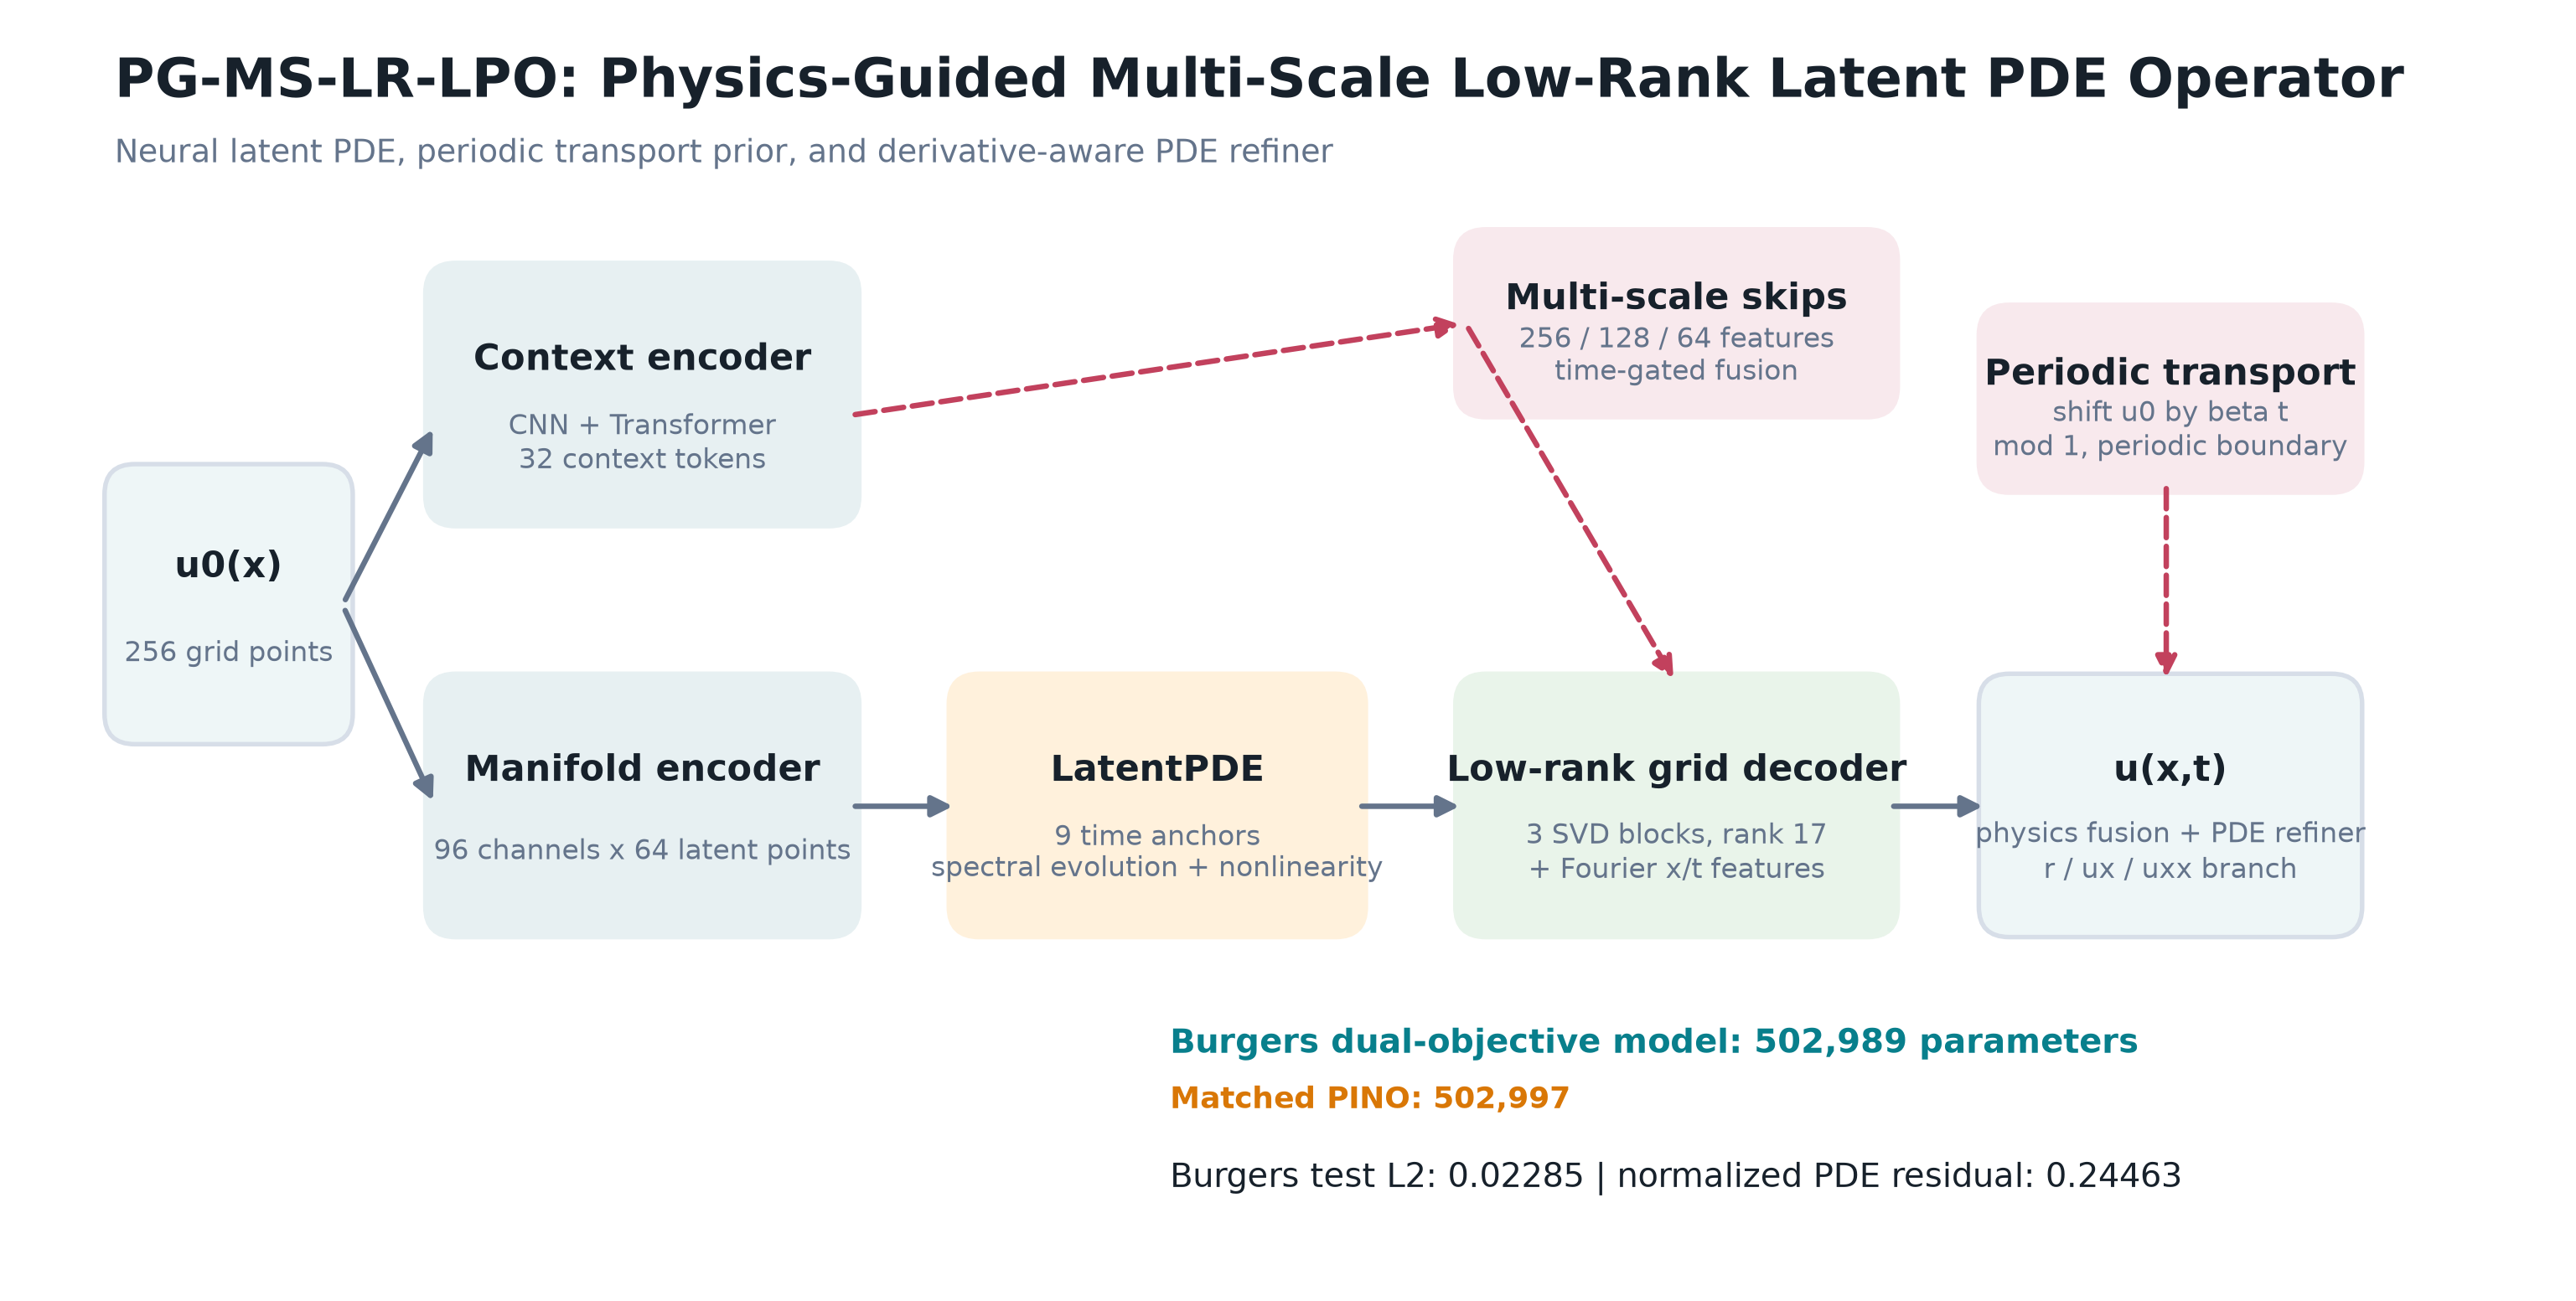 PG-MS-LR-LPO: Physics-Guided Multi-Scale Low-Rank Latent PDE Operator
Neural latent PDE, periodic transport prior, and derivative-aware PDE refiner
u0(x)
256 grid points
Context encoder
CNN + Transformer
32 context tokens
Multi-scale skips
256 / 128 / 64 features
time-gated fusion
Periodic transport
shift u0 by beta t
mod 1, periodic boundary
Manifold encoder
96 channels x 64 latent points
LatentPDE
9 time anchors
spectral evolution + nonlinearity
Low-rank grid decoder
3 SVD blocks, rank 17
+ Fourier x/t features
u(x,t)
physics fusion + PDE refiner
r / ux / uxx branch
Burgers dual-objective model: 502,989 parameters
Matched PINO: 502,997
Burgers test L2: 0.02285 | normalized PDE residual: 0.24463